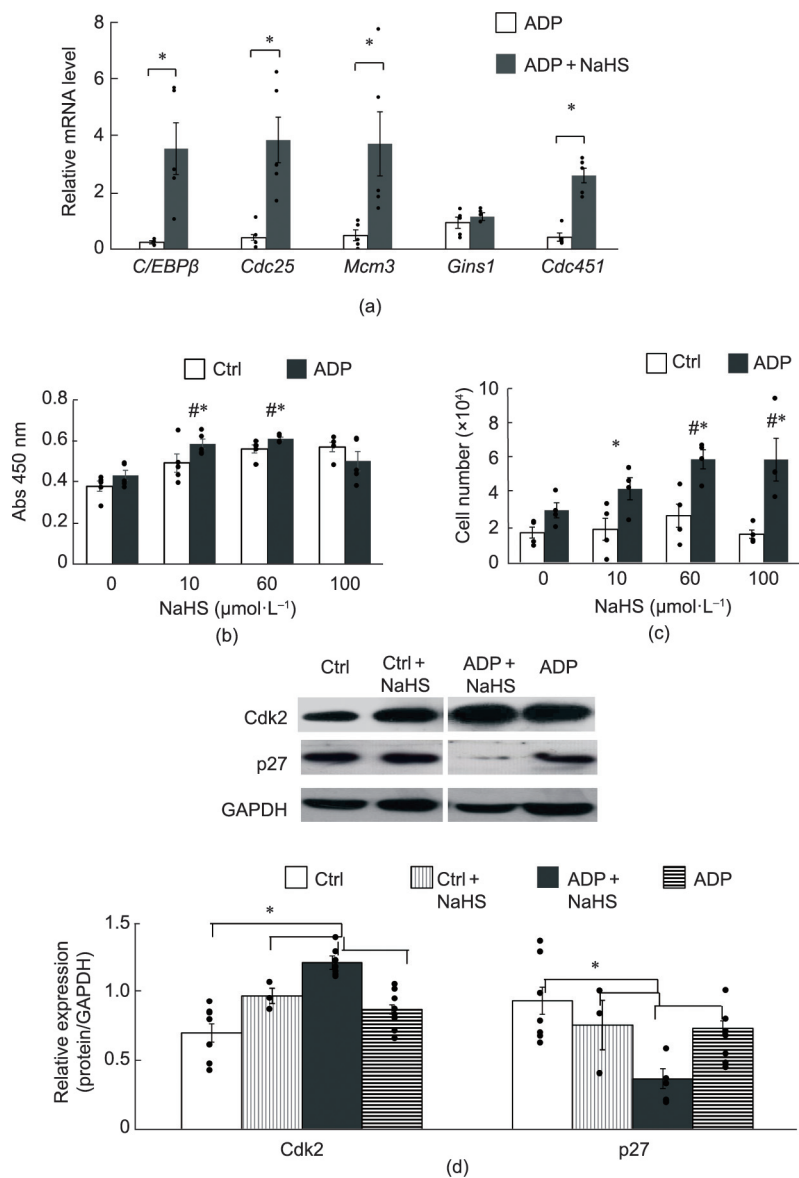 ADP
ADP + NaHS
Relative mRNA level
8
6
4
2
0
*
*
*
*
C/EBPβ
Cdc25
Mcm3
Gins1
Cdc451
(a)
Ctrl
ADP
Abs 450 nm
0.8
0.6
0.4
0.2
0
#*
#*
0
10
60
100
NaHS (μmol·L⁻¹)
(b)
Ctrl
ADP
Cell number (×10⁴)
10
8
6
4
2
0
*
#*
#*
0
10
60
100
NaHS (μmol·L⁻¹)
(c)
Ctrl
Ctrl +
NaHS
ADP +
NaHS
ADP
Cdk2
p27
GAPDH
Ctrl
Ctrl +
NaHS
ADP +
NaHS
ADP
Relative expression
(protein/GAPDH)
1.5
1.0
0.5
0
*
*
Cdk2
p27
(d)